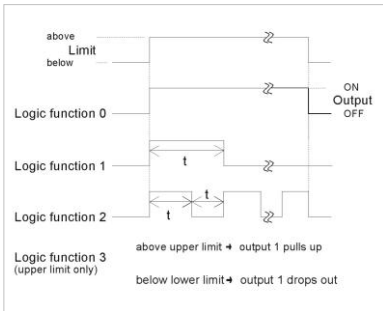 above
Limit
below
ON
Output
OFF
Logic function 0
Logic function 1
t
t
Logic function 2
t
Logic function 3
(upper limit only)
above upper limit → output 1 pulls up
below lower limit → output 1 drops out